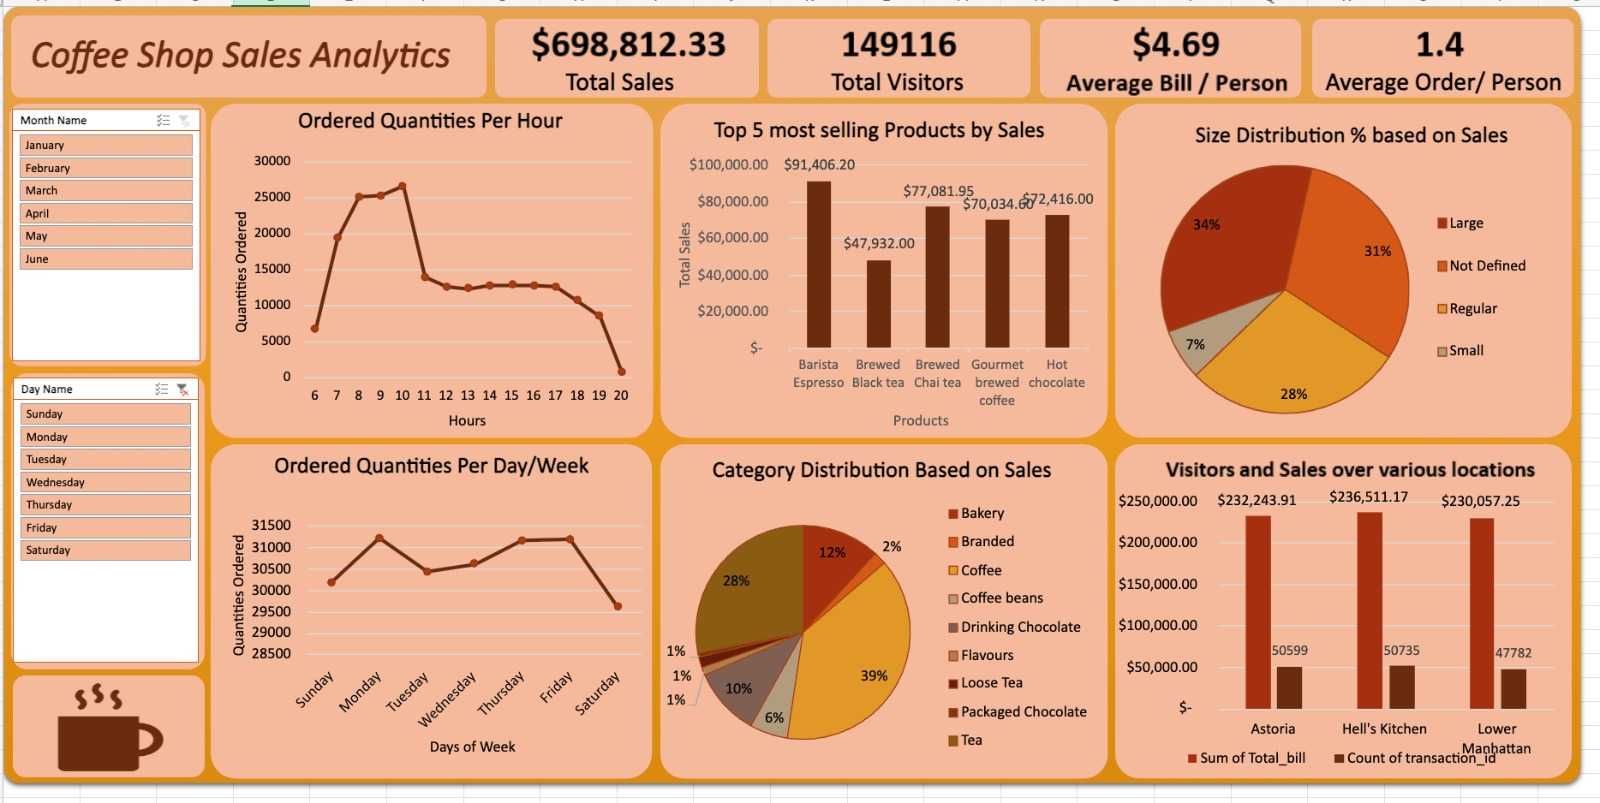 Coffee Shop Sales Analytics
$698,812.33
Total Sales
149116
Total Visitors
$4.69
Average Bill / Person
1.4
Average Order/ Person
Month Name
January
February
March
April
May
June
Day Name
Sunday
Monday
Tuesday
Wednesday
Thursday
Friday
Saturday
Ordered Quantities Per Hour
Quantities Ordered
30000
25000
20000
15000
10000
5000
0
6 7 8 9 10 11 12 13 14 15 16 17 18 19 20
Hours
Top 5 most selling Products by Sales
Total Sales
$100,000.00
$80,000.00
$60,000.00
$40,000.00
$20,000.00
$-
$91,406.20
$47,932.00
$77,081.95
$70,034.60
$72,416.00
Barista
Espresso
Brewed
Black tea
Brewed
Chai tea
Gourmet
brewed
coffee
Hot
chocolate
Products
Size Distribution % based on Sales
34%
31%
28%
7%
Large
Not Defined
Regular
Small
Ordered Quantities Per Day/Week
Quantities Ordered
31500
31000
30500
30000
29500
29000
28500
Sunday
Monday
Tuesday
Wednesday
Thursday
Friday
Saturday
Days of Week
Category Distribution Based on Sales
12%
2%
39%
6%
10%
1%
1%
1%
28%
Bakery
Branded
Coffee
Coffee beans
Drinking Chocolate
Flavours
Loose Tea
Packaged Chocolate
Tea
Visitors and Sales over various locations
$250,000.00
$200,000.00
$150,000.00
$100,000.00
$50,000.00
$-
$232,243.91
$236,511.17
$230,057.25
50599
50735
47782
Astoria
Hell's Kitchen
Lower
Manhattan
Sum of Total_bill
Count of transaction_id